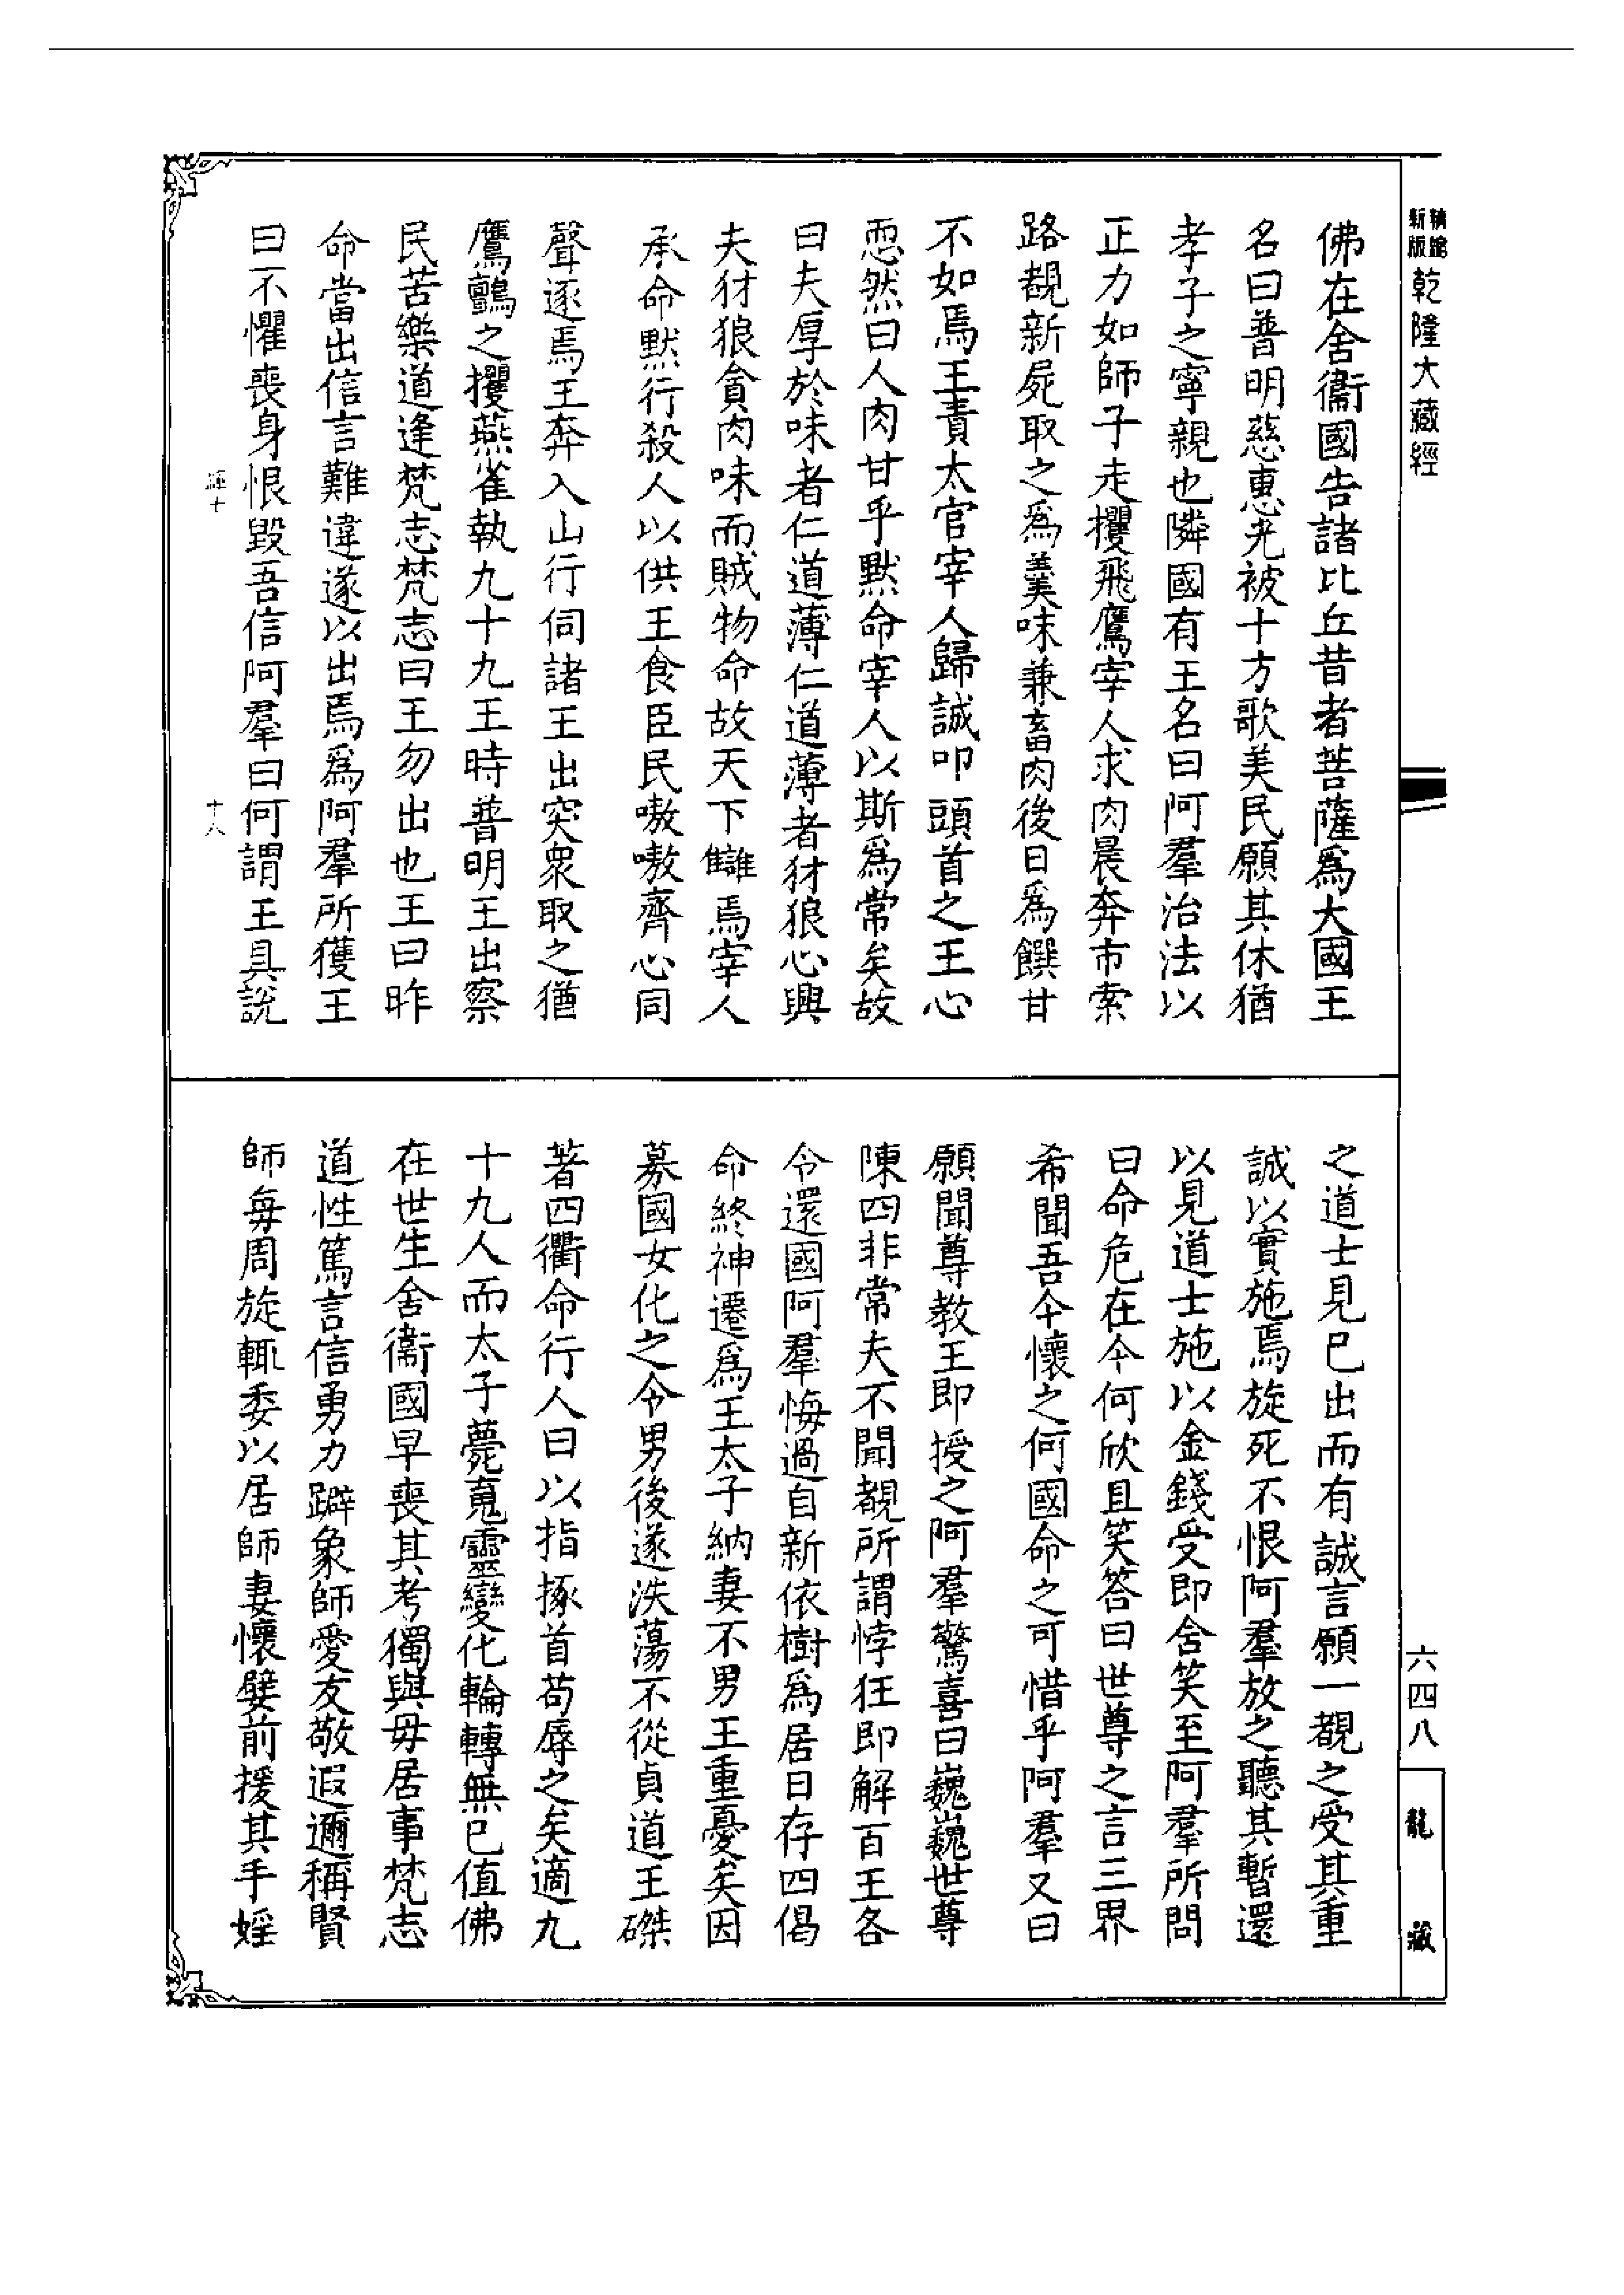 新版 精縮 乾隆大藏經
佛在舍衞國告諸比丘昔者菩薩爲大國王
名曰普明慈惠光被十方歌美民願其休猶
孝子之寧親也隣國有王名曰阿羣治法以
正力如師子走攫飛鷹宰人求肉晨奔市索
路覩新屍取之爲羹味兼畜肉後日爲饌甘
不如焉王責太官宰人歸誠叩頭首之王心
恧然曰人肉甘乎默命宰人以斯爲常矣故
曰夫厚於味者仁道薄仁道薄者犲狼心興
夫犲狼貪肉味而賊物命故天下讎焉宰人
承命默行殺人以供王食臣民嗷嗷齊心同
聲逐焉王奔入山行伺諸王出突衆取之猶
鷹鸇之攫燕雀執九十九王時普明王出察
民苦樂道逢梵志梵志曰王勿出也王曰昨
命當出信言難違遂以出焉爲阿羣所獲王
曰不懼喪身恨毀吾信阿羣曰何謂王具說
十八
之道士見已出而有誠言願一覩之受其重
誠以實施焉旋死不恨阿羣放之聽其暫還
以見道士施以金錢受即含笑至阿羣所問
曰命危在今何欣且笑答曰世尊之言三界
希聞吾今懷之何國命之可惜乎阿羣又曰
願聞尊教王即授之阿羣驚喜曰巍巍世尊
陳四非常夫不聞覩所謂悖狂即解百王各
令還國阿羣悔過自新依樹爲居日存四偈
命終神遷爲王太子納妻不男王重憂矣因
募國女化之令男後遂泆蕩不從貞道王磔
著四衢命行人曰以指㧻首苟辱之矣適九
十九人而太子薨䰟靈變化輪轉無已值佛
在世生舍衞國早喪其考獨與母居事梵志
道性篤言信勇力躃象師愛友敬遐邇稱賢
師每周旋輒委以居師妻懷嬖前援其手婬
六四八
龍藏